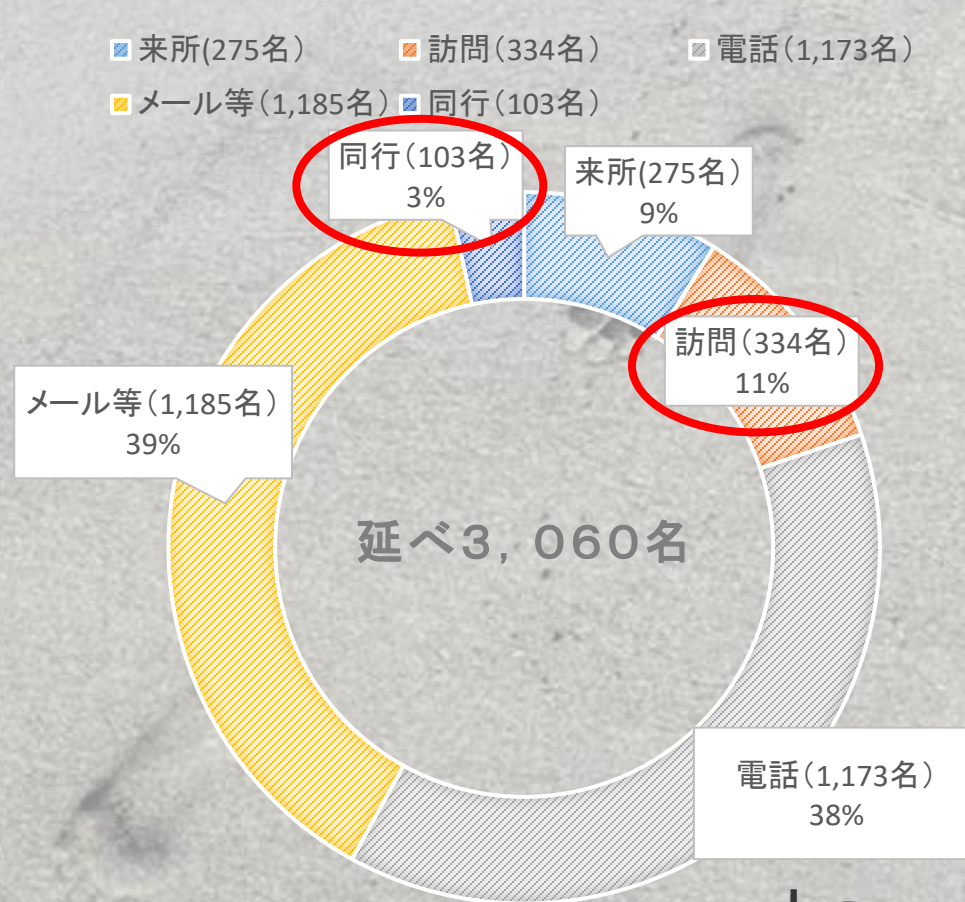 来所(275名) 訪問(334名) 電話(1,173名)
メール等(1,185名) 同行(103名)
同行(103名)
3%
来所(275名)
9%
訪問(334名)
11%
メール等(1,185名)
39%
延べ3,060名
電話(1,173名)
38%